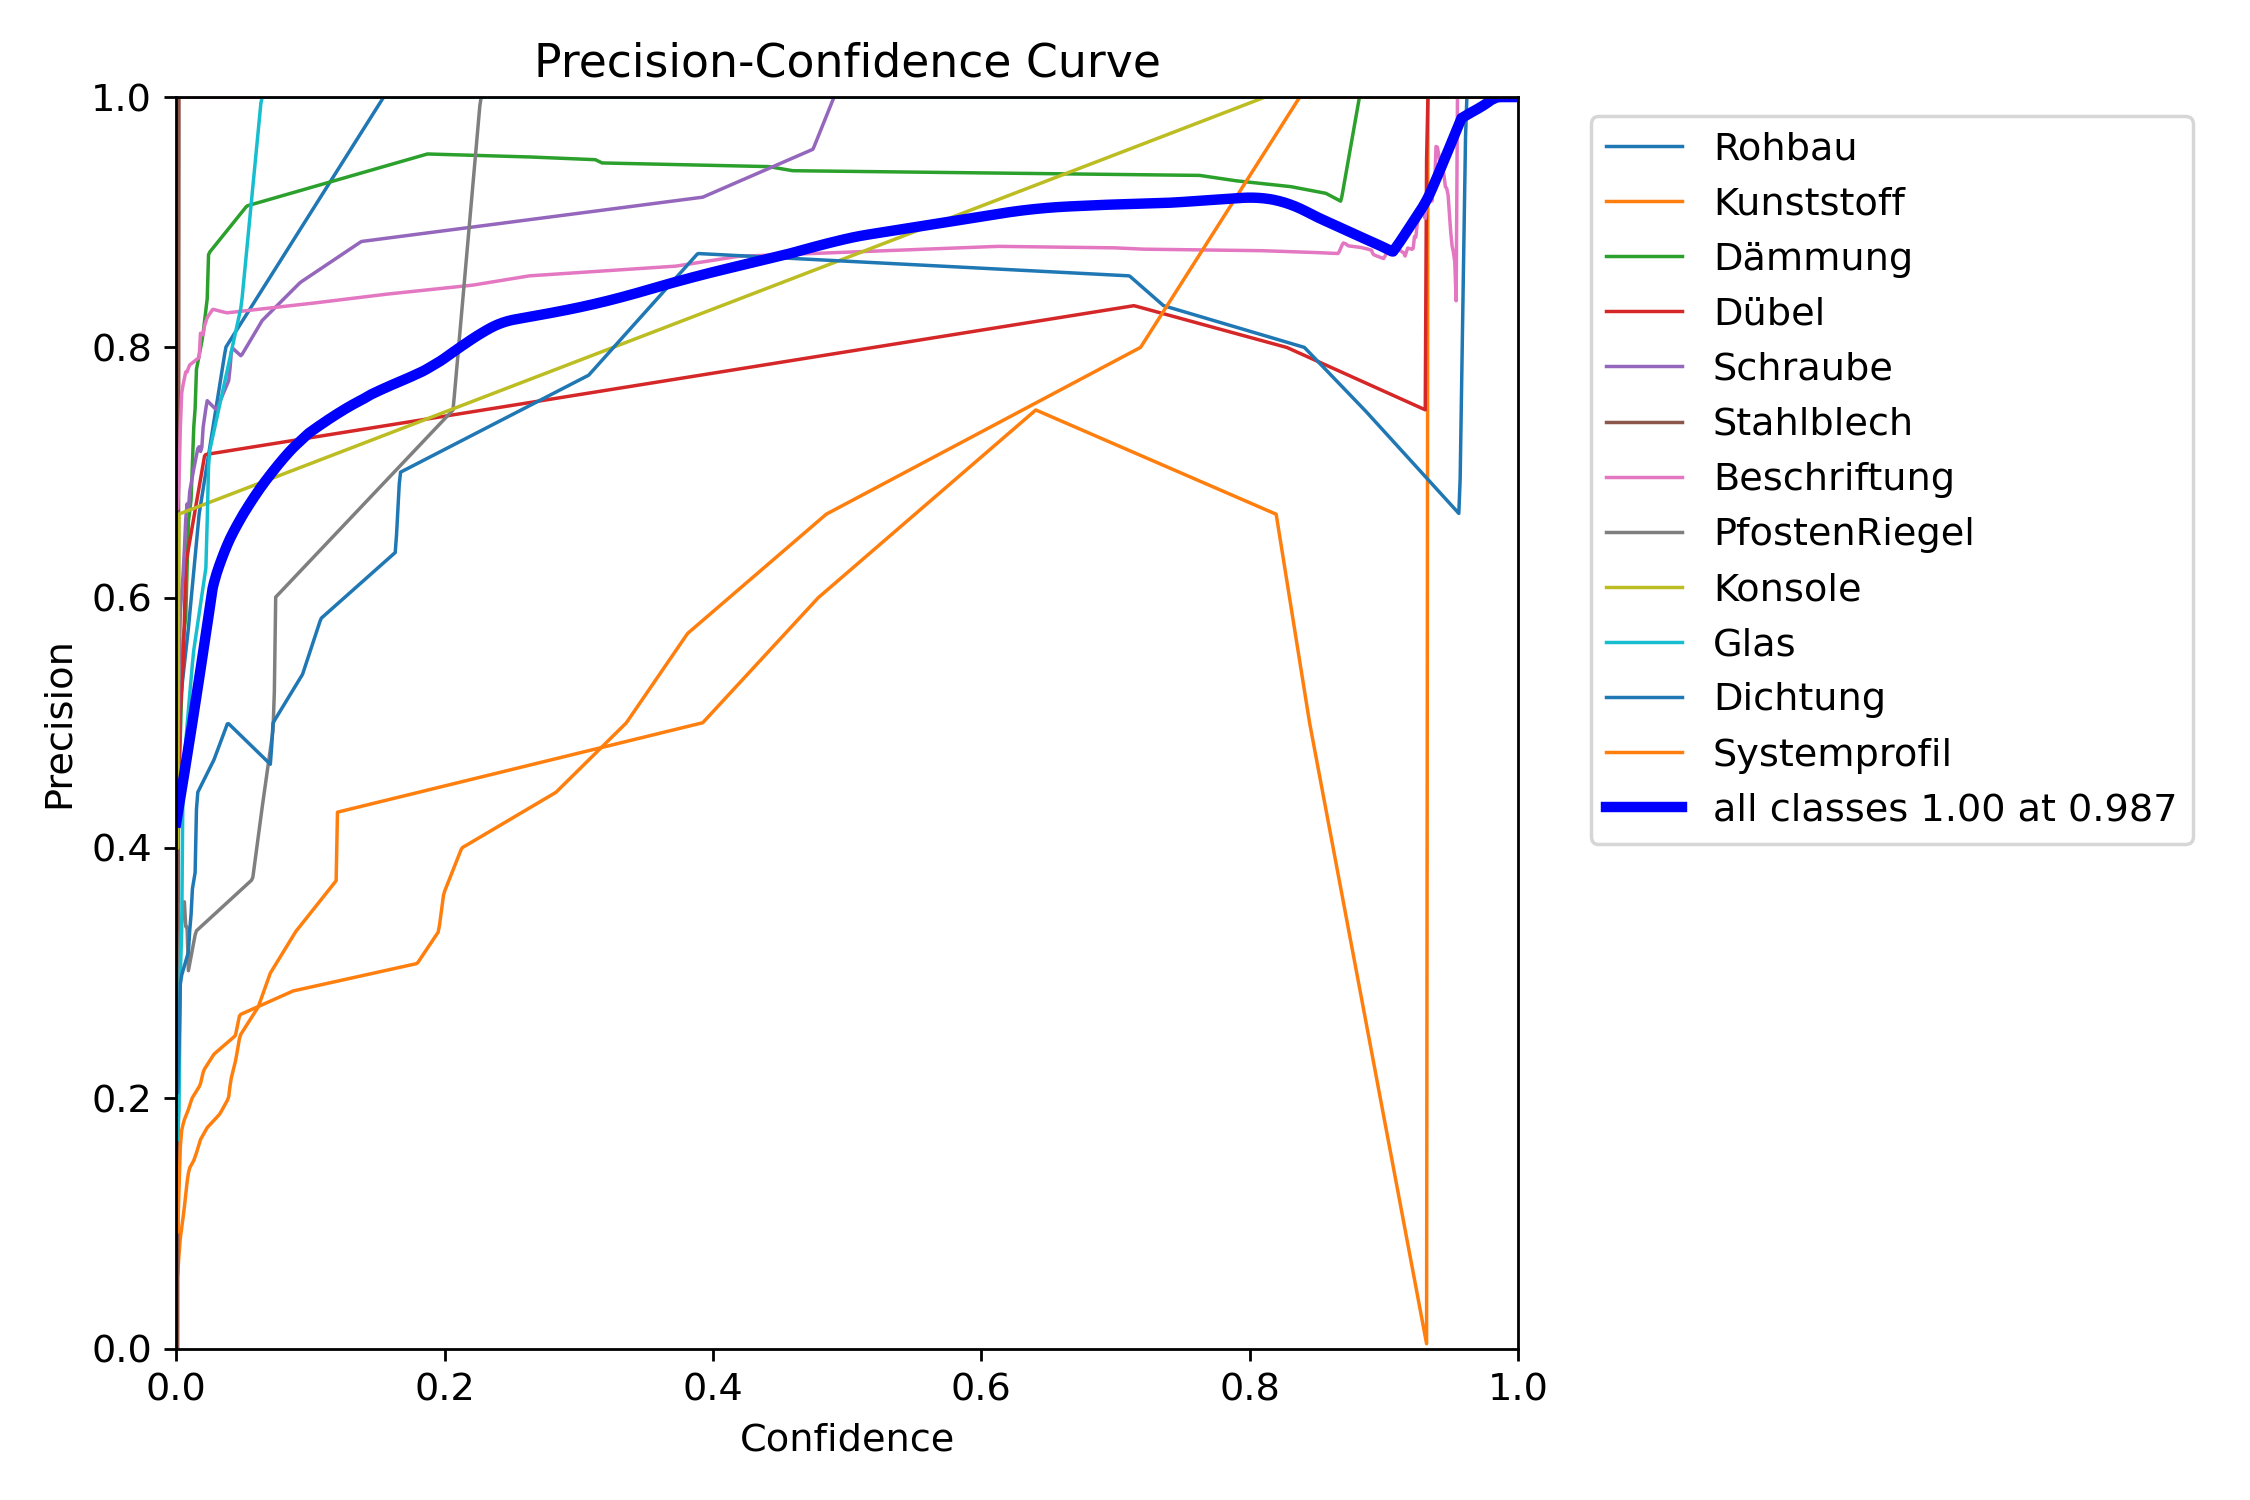 Precision-Confidence Curve
1.0
0.8
0.6
0.4
0.2
0.0
Precision
0.0 0.2 0.4 0.6 0.8 1.0
Confidence
Rohbau
Kunststoff
Dämmung
Dübel
Schraube
Stahlblech
Beschriftung
PfostenRiegel
Konsole
Glas
Dichtung
Systemprofil
all classes 1.00 at 0.987